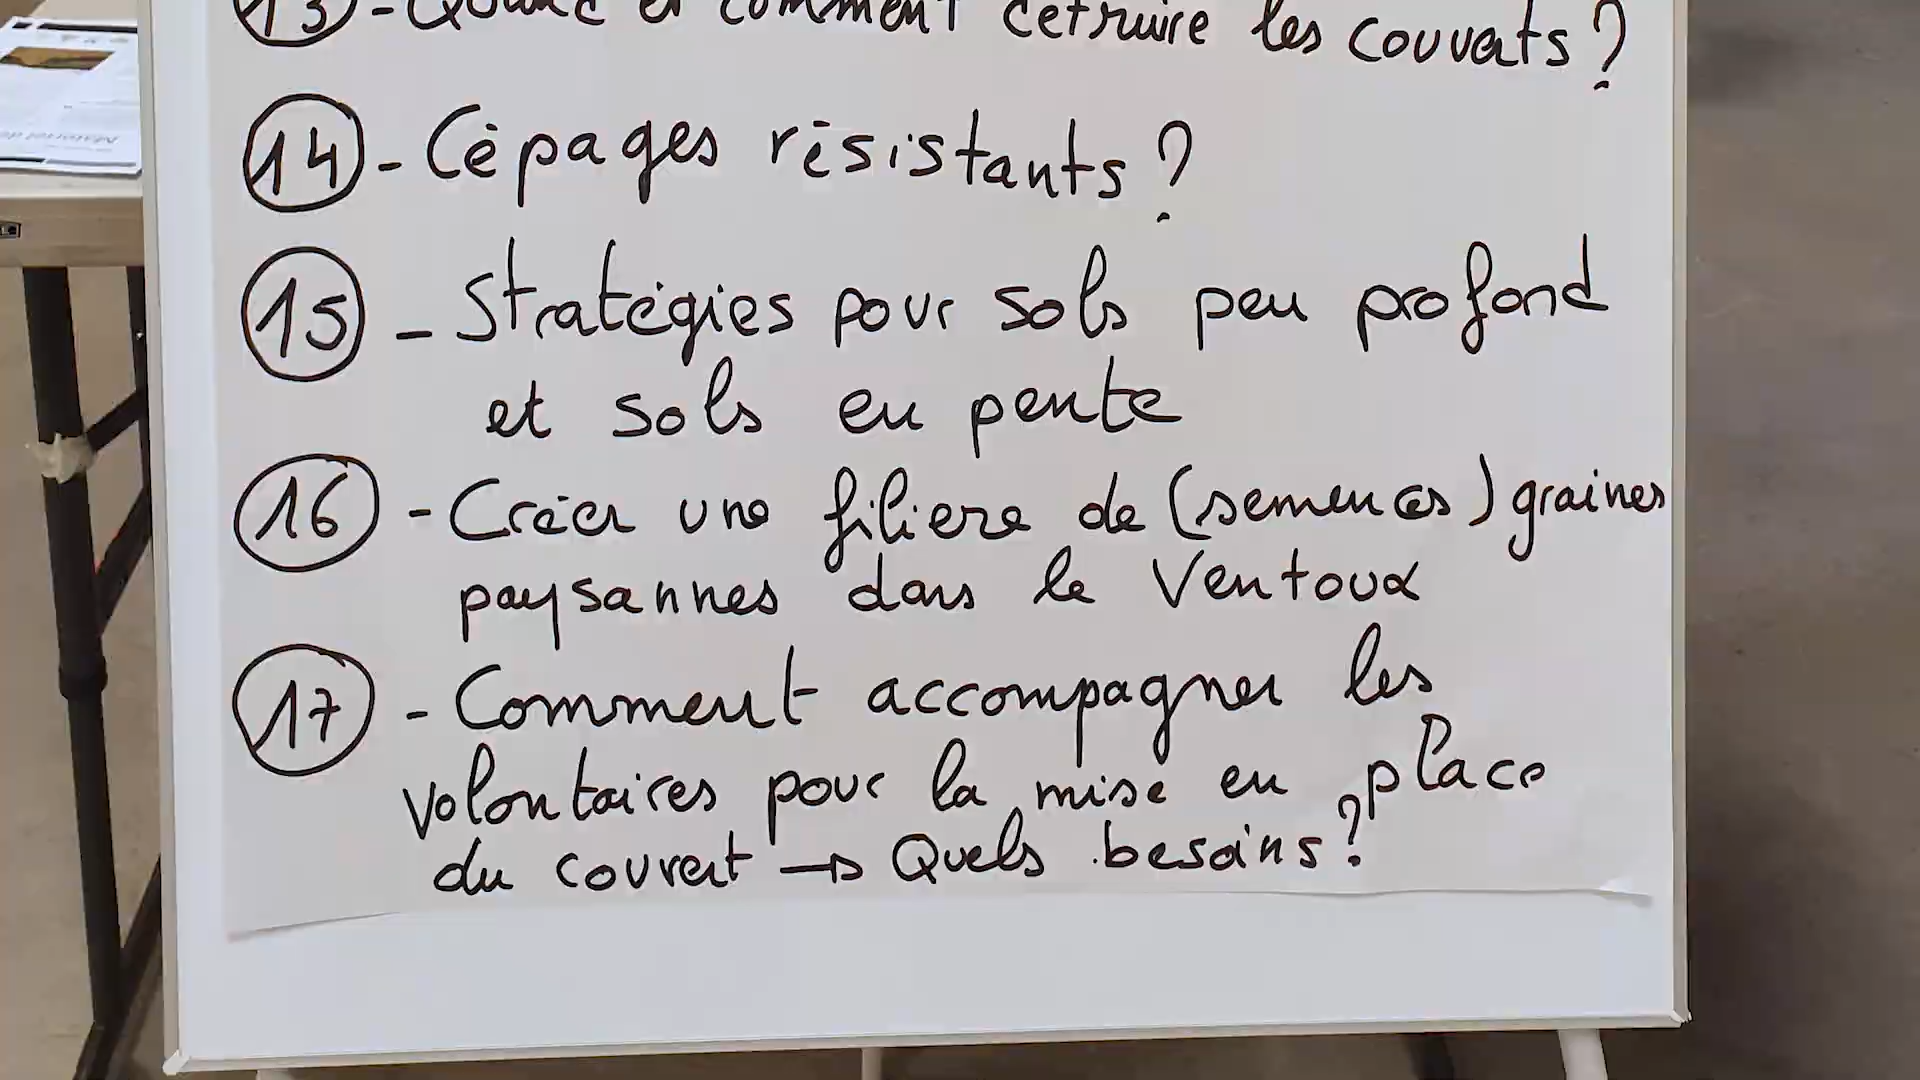 13 - Quand et comment détruire les couverts ?
14 - Cépages résistants ?
15 - Stratégies pour sols peu profond
et sols en pente
16 - Créer une filiere de (semences) graines
paysannes dans le Ventoux
17 - Comment accompagner les
volontaires pour la mise en place
du couvert → Quels besoins ?